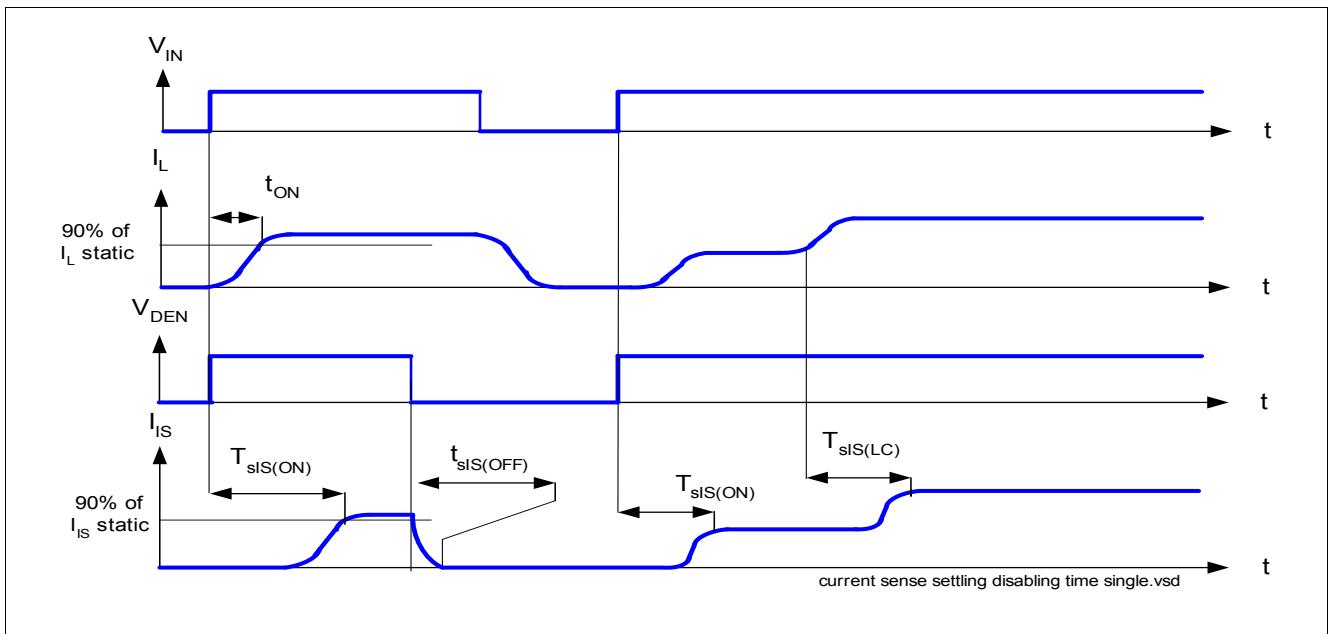 V_IN
t
I_L
t_ON
90% of
I_L static
t
V_DEN
t
I_IS
T_sIS(ON)
t_sIS(OFF)
T_sIS(ON)
T_sIS(LC)
90% of
I_IS static
t
current sense settling disabling time single.vsd